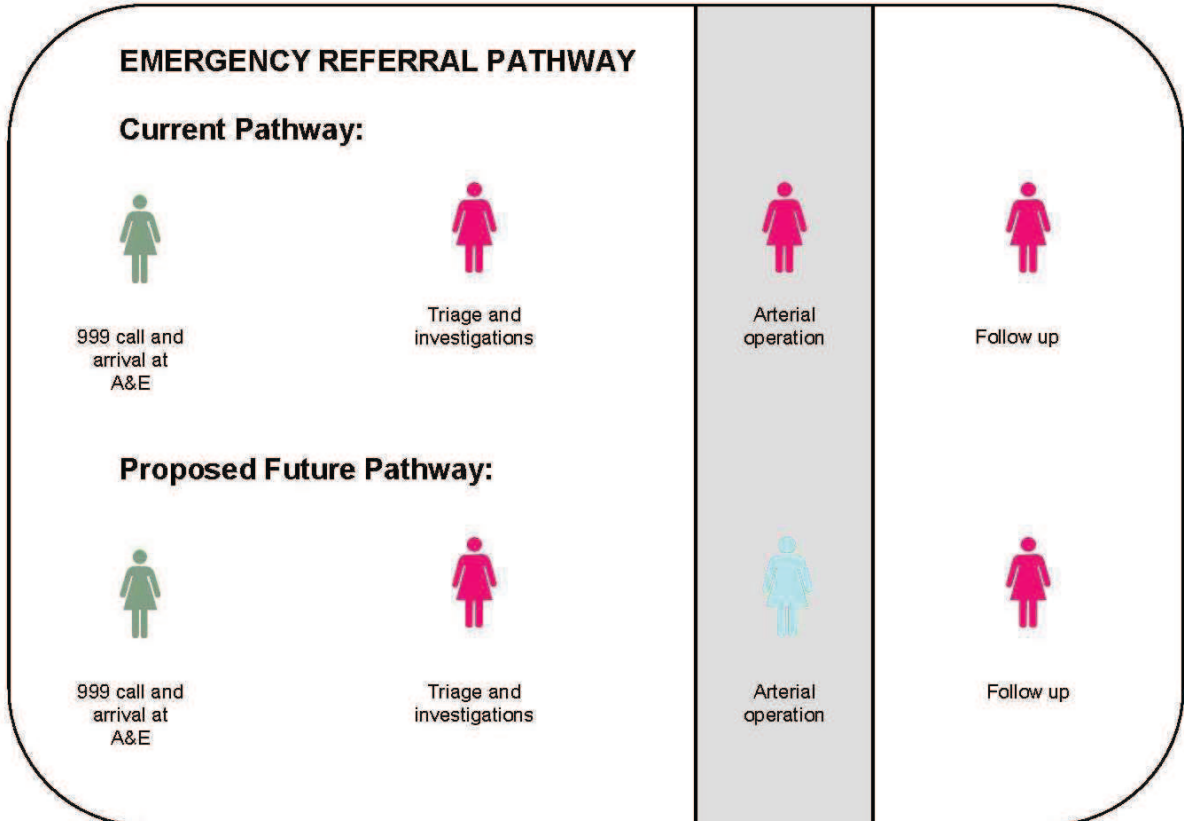 EMERGENCY REFERRAL PATHWAY
Current Pathway:
999 call and
arrival at
A&E
Triage and
investigations
Arterial
operation
Follow up
Proposed Future Pathway:
999 call and
arrival at
A&E
Triage and
investigations
Arterial
operation
Follow up